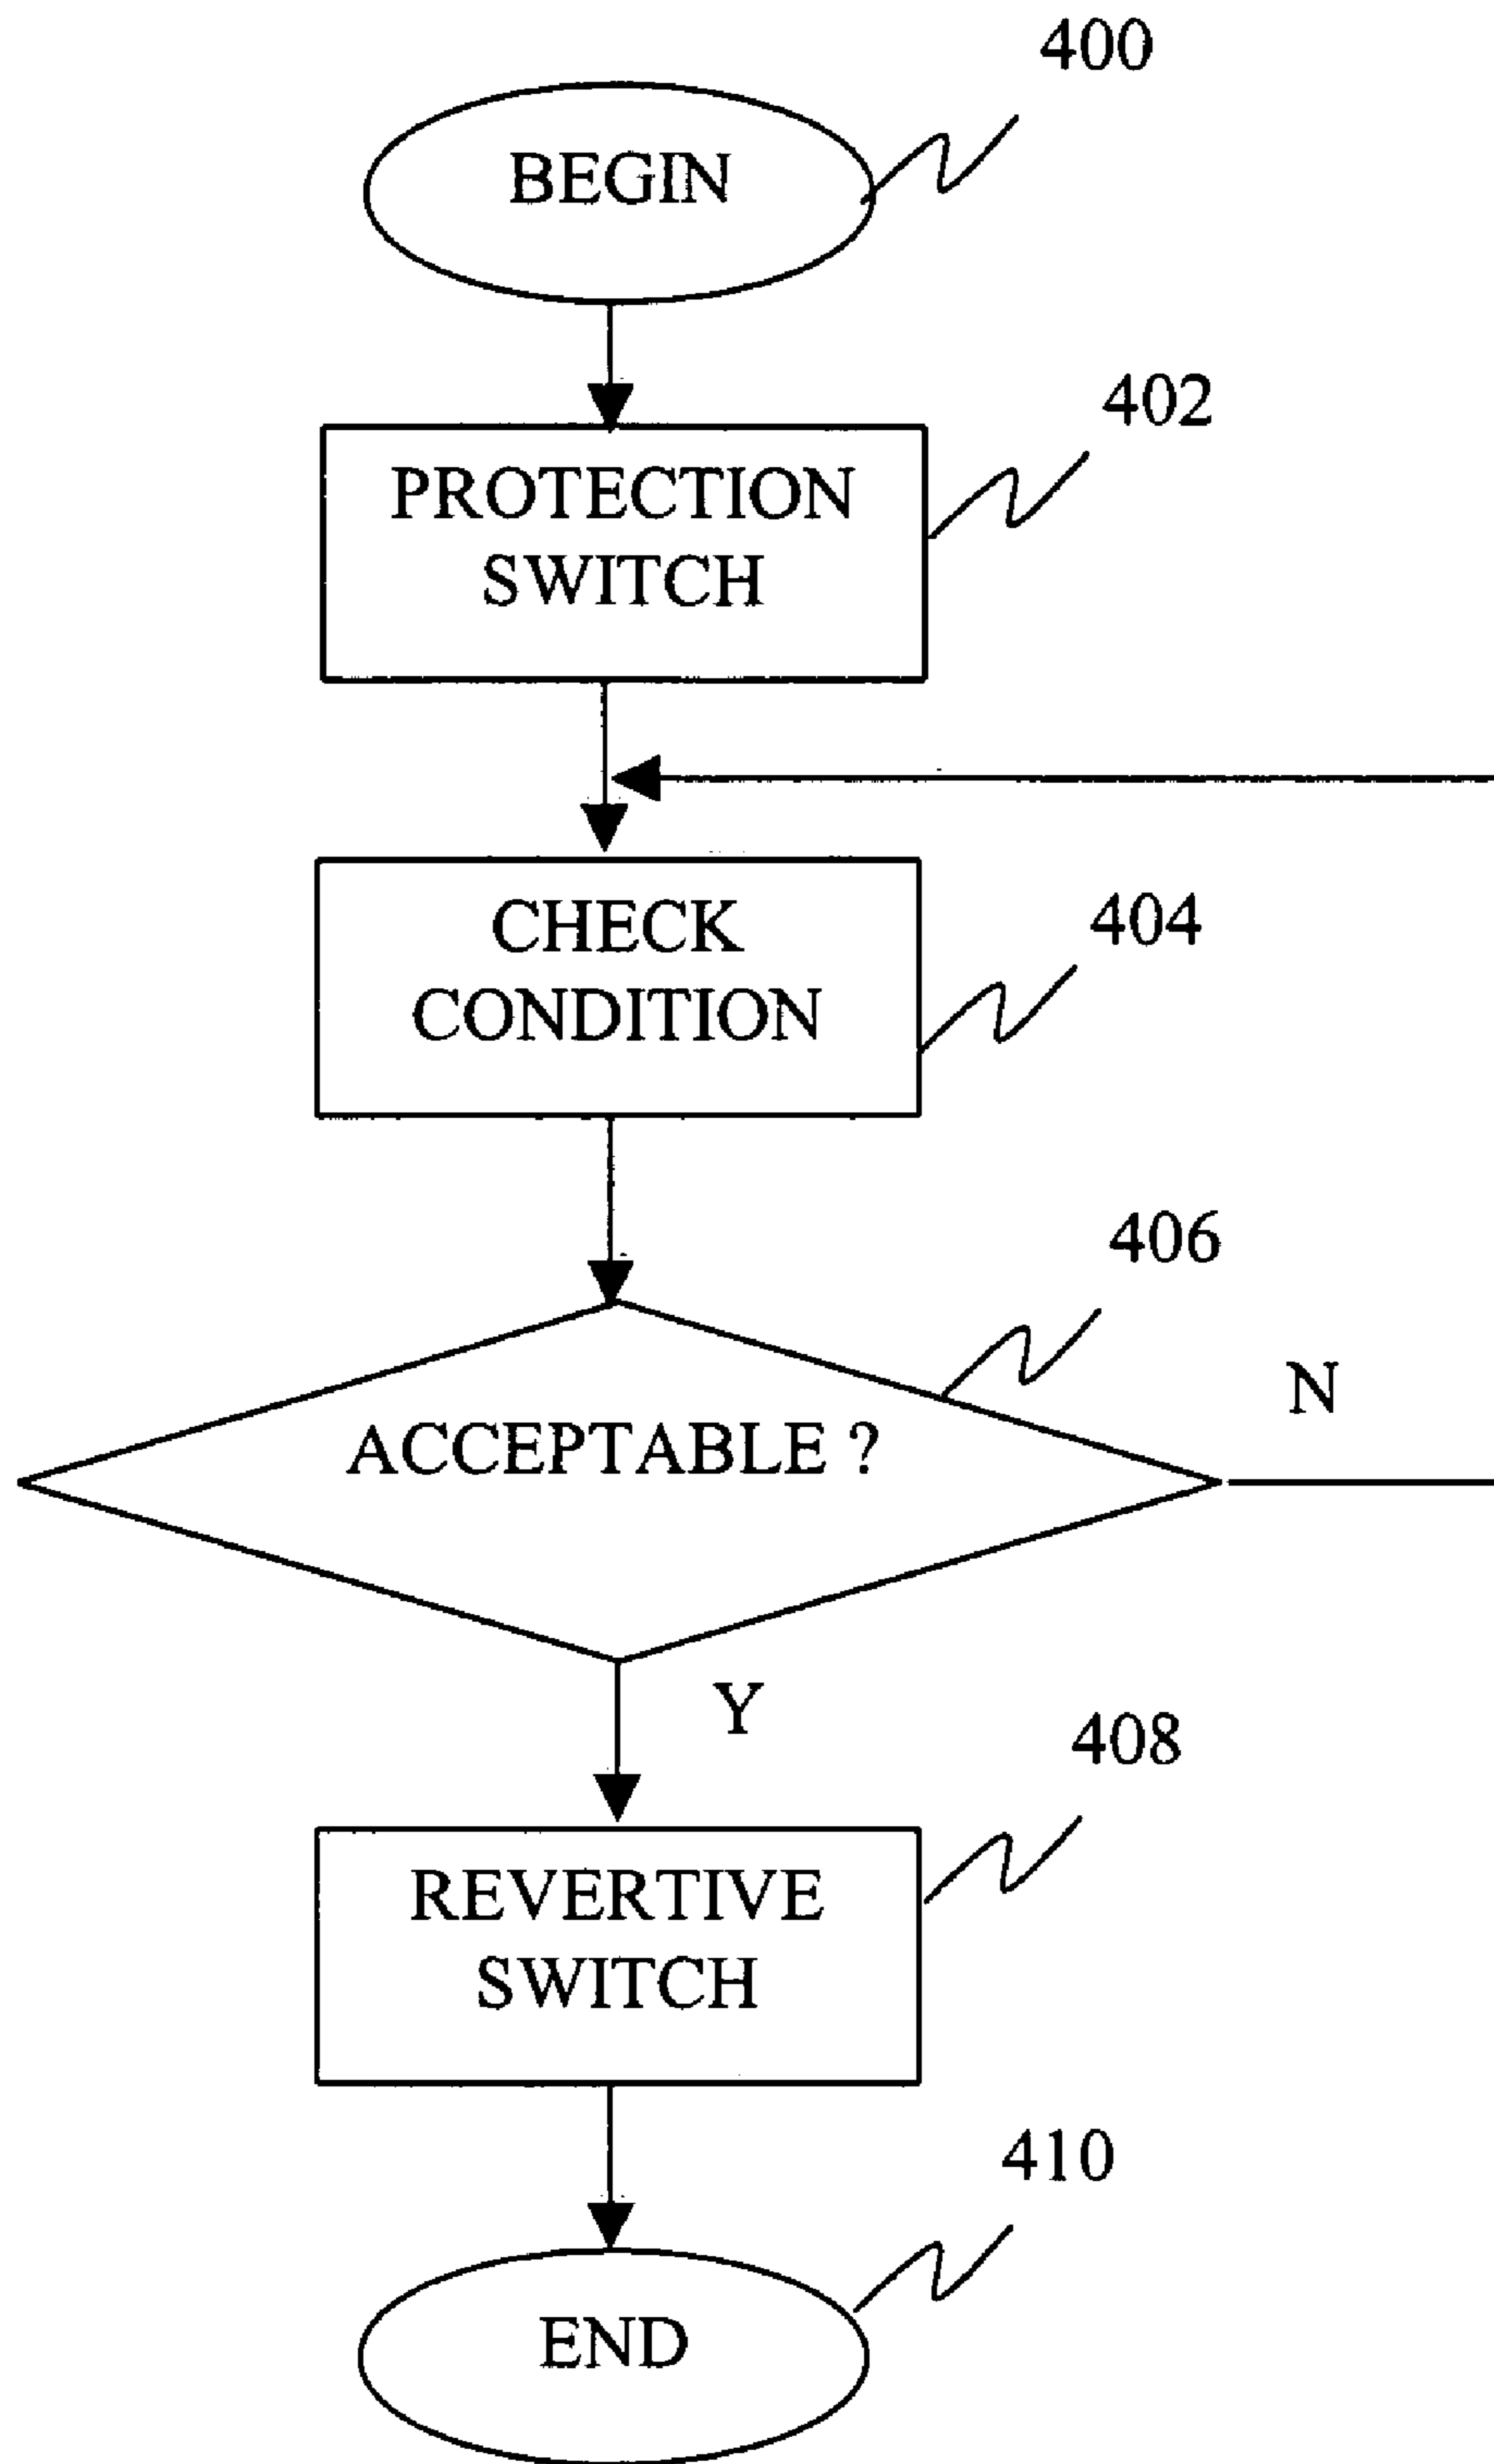 400
BEGIN
402
PROTECTION
SWITCH
404
CHECK
CONDITION
406
N
ACCEPTABLE ?
Y
408
REVERTIVE
SWITCH
410
END